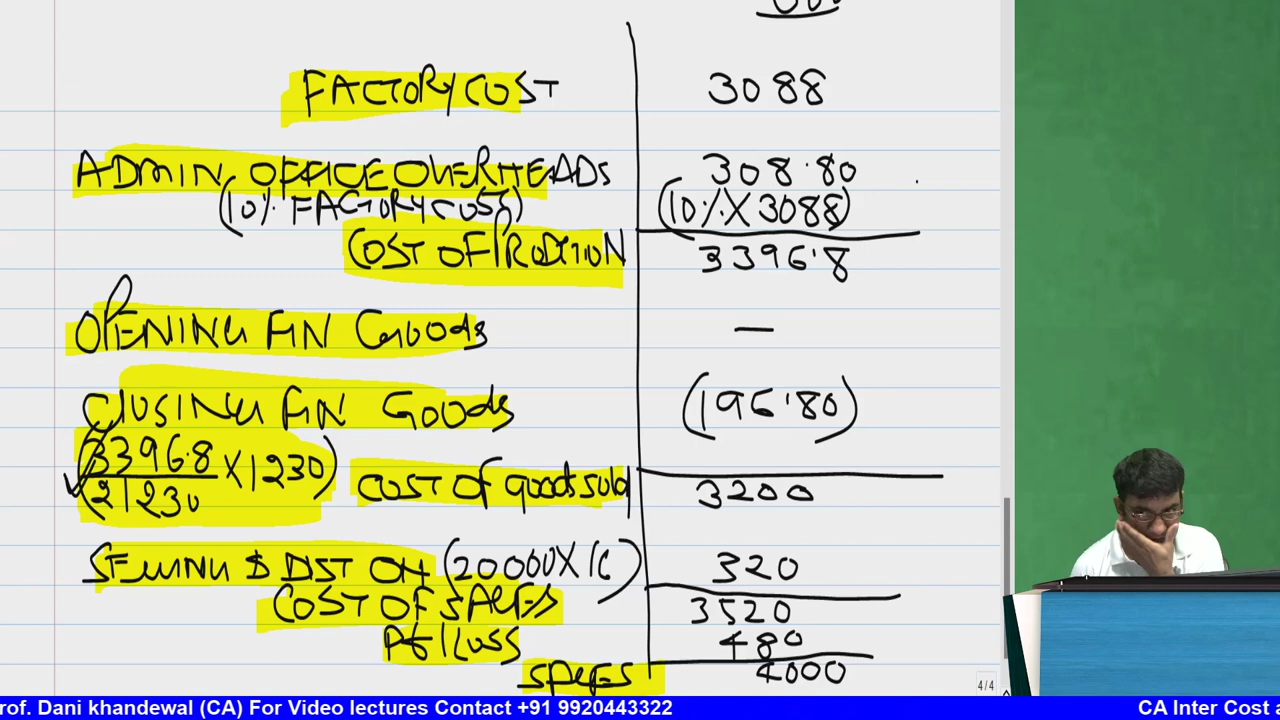 FACTORY COST 3088
ADMIN OFFICE OVERHEADS 308.80
(10% FACTORY COST) (10% X 3088)
COST OF PRODTION 3396.8
OPENING FIN GOODS —
CLOSING FIN GOODS (196.80)
(3396.8 / 21230 X 1230) COST OF goods sold 3200
SELLING & DIST OH (20000 X 16) 320
COST OF SALES 3520
Pft/Loss 480
SALES 4000
4/4
rof. Dani khandewal (CA) For Video lectures Contact +91 9920443322
CA Inter Cost a